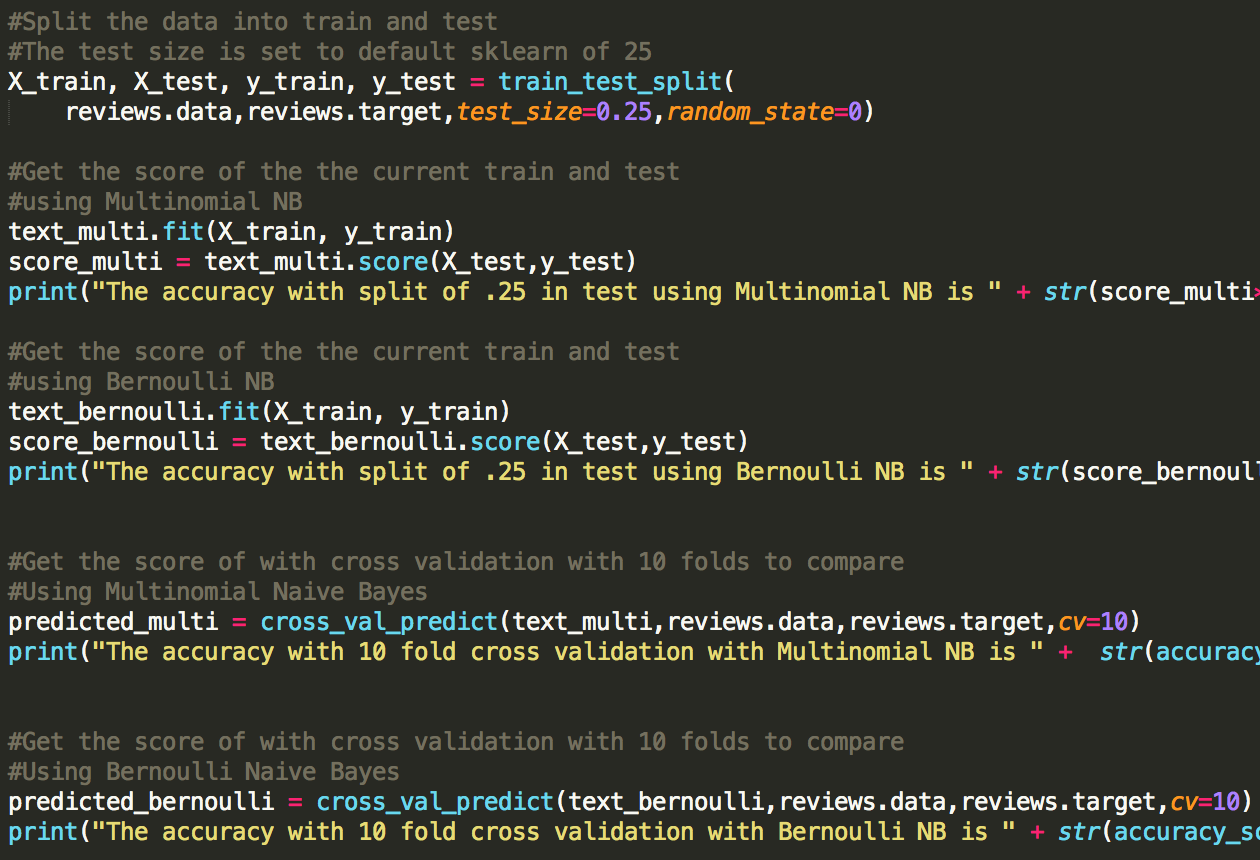 #Split the data into train and test
#The test size is set to default sklearn of 25
X_train, X_test, y_train, y_test = train_test_split(
    reviews.data,reviews.target,test_size=0.25,random_state=0)
#Get the score of the the current train and test
#using Multinomial NB
text_multi.fit(X_train, y_train)
score_multi = text_multi.score(X_test,y_test)
print("The accuracy with split of .25 in test using Multinomial NB is " + str(score_multi
#Get the score of the the current train and test
#using Bernoulli NB
text_bernoulli.fit(X_train, y_train)
score_bernoulli = text_bernoulli.score(X_test,y_test)
print("The accuracy with split of .25 in test using Bernoulli NB is " + str(score_bernoull
#Get the score of with cross validation with 10 folds to compare
#Using Multinomial Naive Bayes
predicted_multi = cross_val_predict(text_multi,reviews.data,reviews.target,cv=10)
print("The accuracy with 10 fold cross validation with Multinomial NB is " +  str(accuracy
#Get the score of with cross validation with 10 folds to compare
#Using Bernoulli Naive Bayes
predicted_bernoulli = cross_val_predict(text_bernoulli,reviews.data,reviews.target,cv=10)
print("The accuracy with 10 fold cross validation with Bernoulli NB is " + str(accuracy_sc